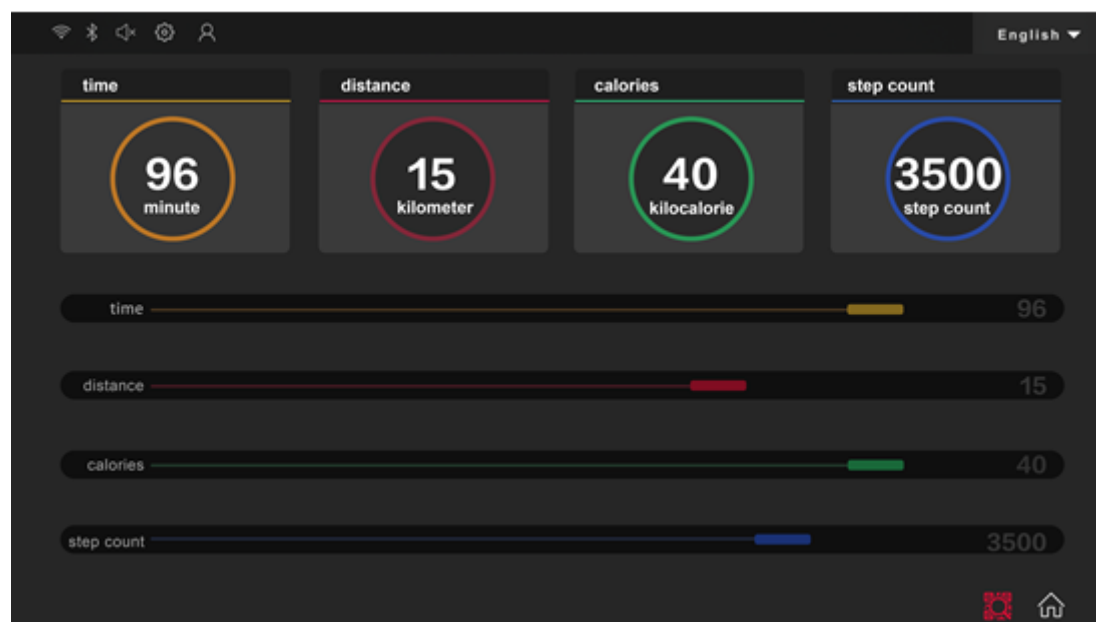 English
time
distance
calories
step count
96
minute
15
kilometer
40
kilocalorie
3500
step count
time
96
distance
15
calories
40
step count
3500